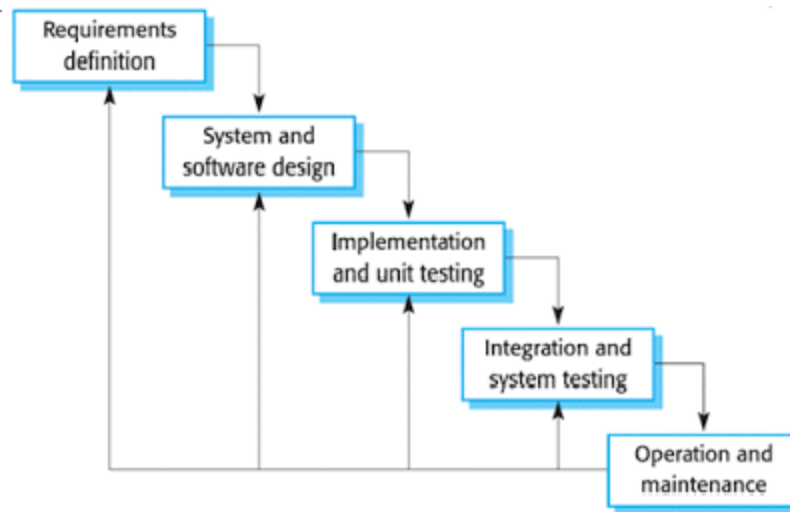 Requirements
definition
System and
software design
Implementation
and unit testing
Integration and
system testing
Operation and
maintenance